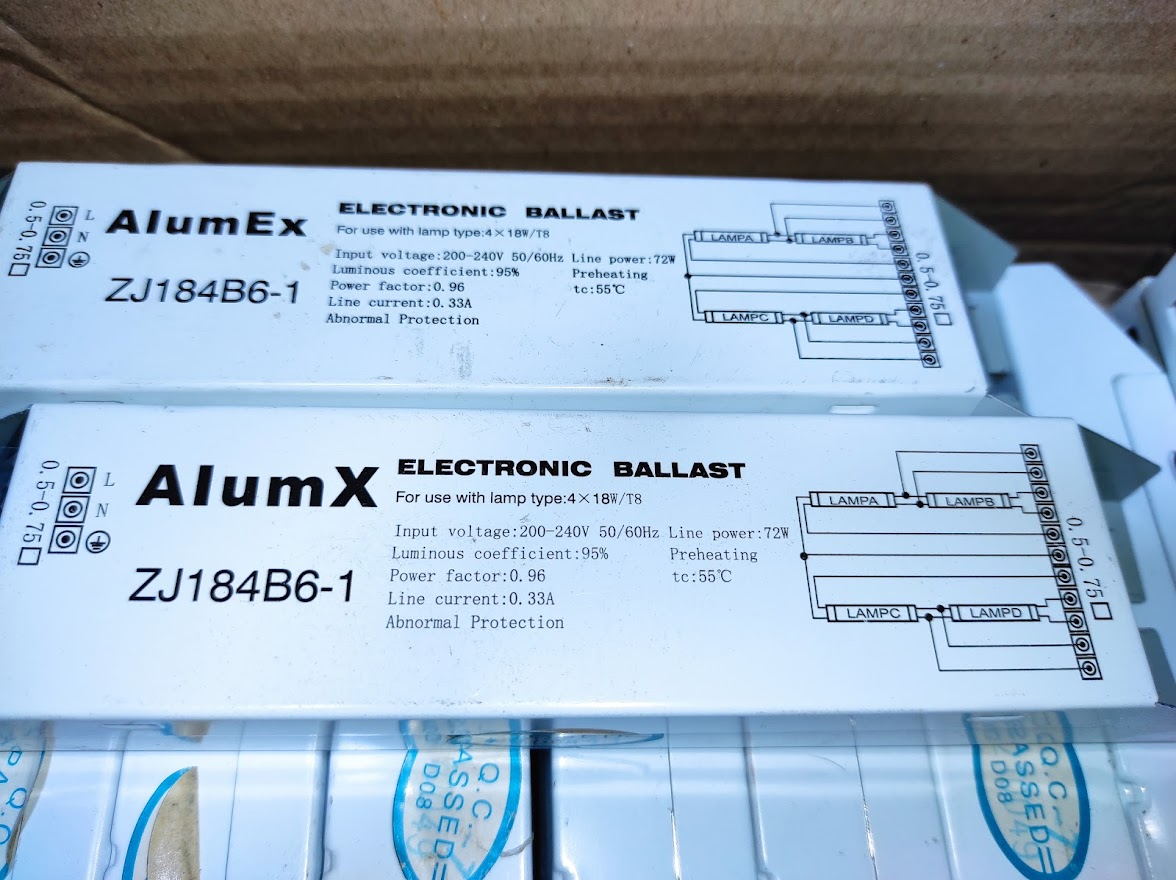 0.5-0.75□
L
N
AlumEx
ZJ184B6-1
ELECTRONIC BALLAST
For use with lamp type:4×18W/T8
Input voltage:200-240V 50/60Hz Line power:72W
Luminous coefficient:95% Preheating
Power factor:0.96 tc:55℃
Line current:0.33A
Abnormal Protection
LAMPA LAMPB
LAMPC LAMPD
0.5-0.75□
0.5-0.75□
L
N
AlumX
ZJ184B6-1
ELECTRONIC BALLAST
For use with lamp type:4×18W/T8
Input voltage:200-240V 50/60Hz Line power:72W
Luminous coefficient:95% Preheating
Power factor:0.96 tc:55℃
Line current:0.33A
Abnormal Protection
LAMPA LAMPB
LAMPC LAMPD
0.5-0.75□
Q.C.
PASSED
Q.C.
PASSED